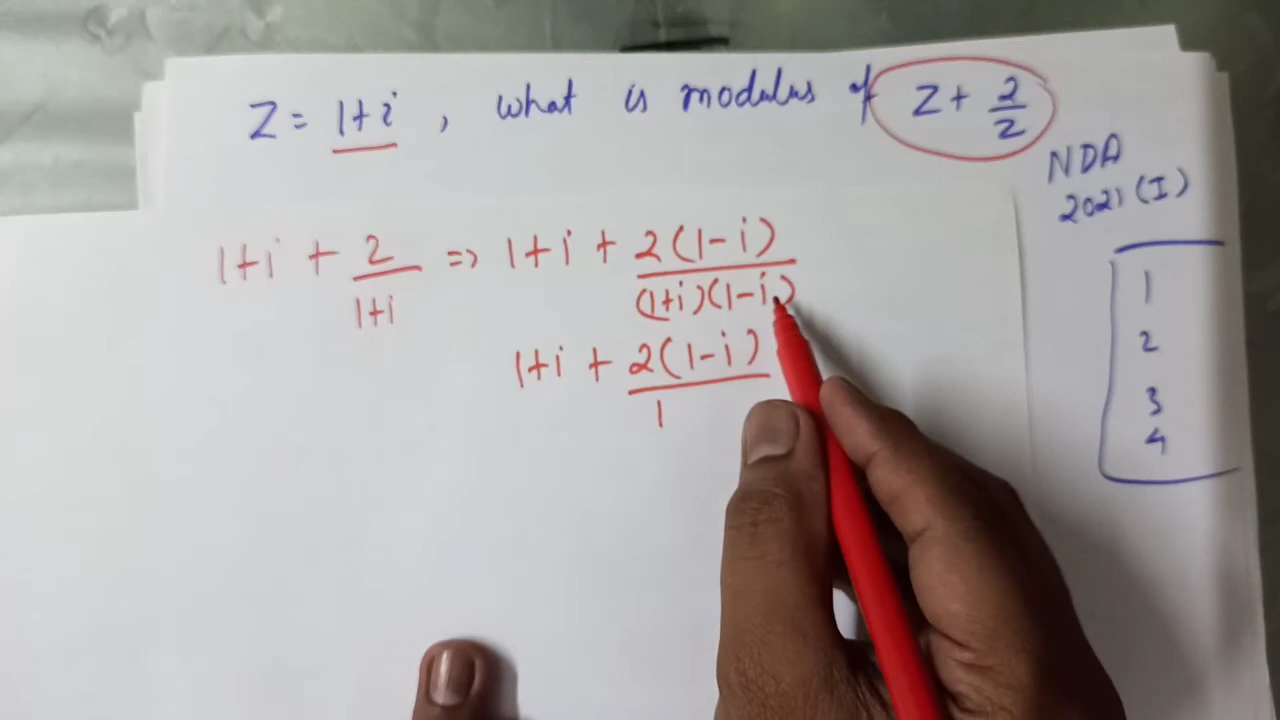 Z = 1+i , what is modulus of Z + 2/Z
NDA
2021 (I)
1+i + 2/1+i => 1+i + 2(1-i)/(1+i)(1-i)
1+i + 2(1-i)/1
1
2
3
4